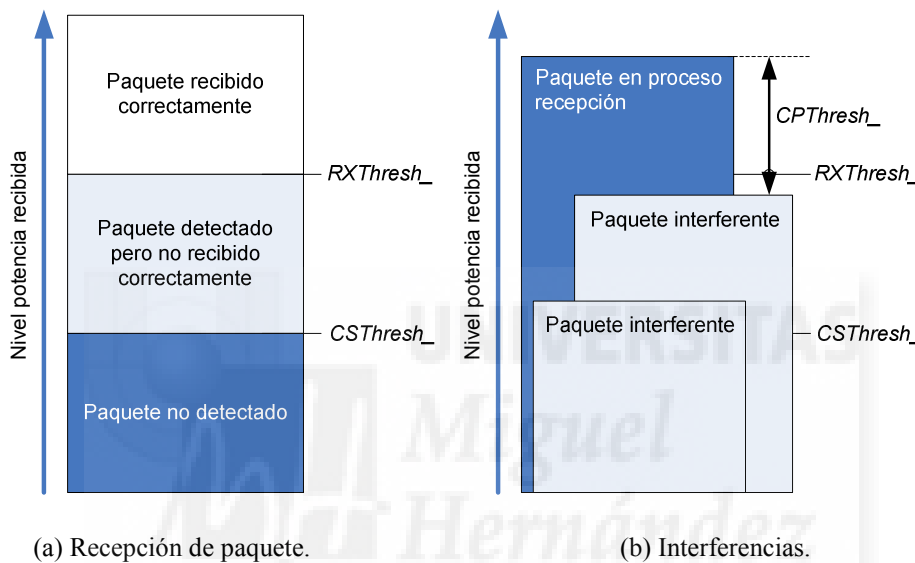 Nivel potencia recibida
Paquete recibido
correctamente
RXThresh_
Paquete detectado
pero no recibido
correctamente
CSThresh_
Paquete no detectado
(a) Recepción de paquete.
Nivel potencia recibida
Paquete en proceso
recepción
CPThresh_
RXThresh_
Paquete interferente
Paquete interferente
CSThresh_
(b) Interferencias.
UNIVERSITAS
Miguel
Hernández